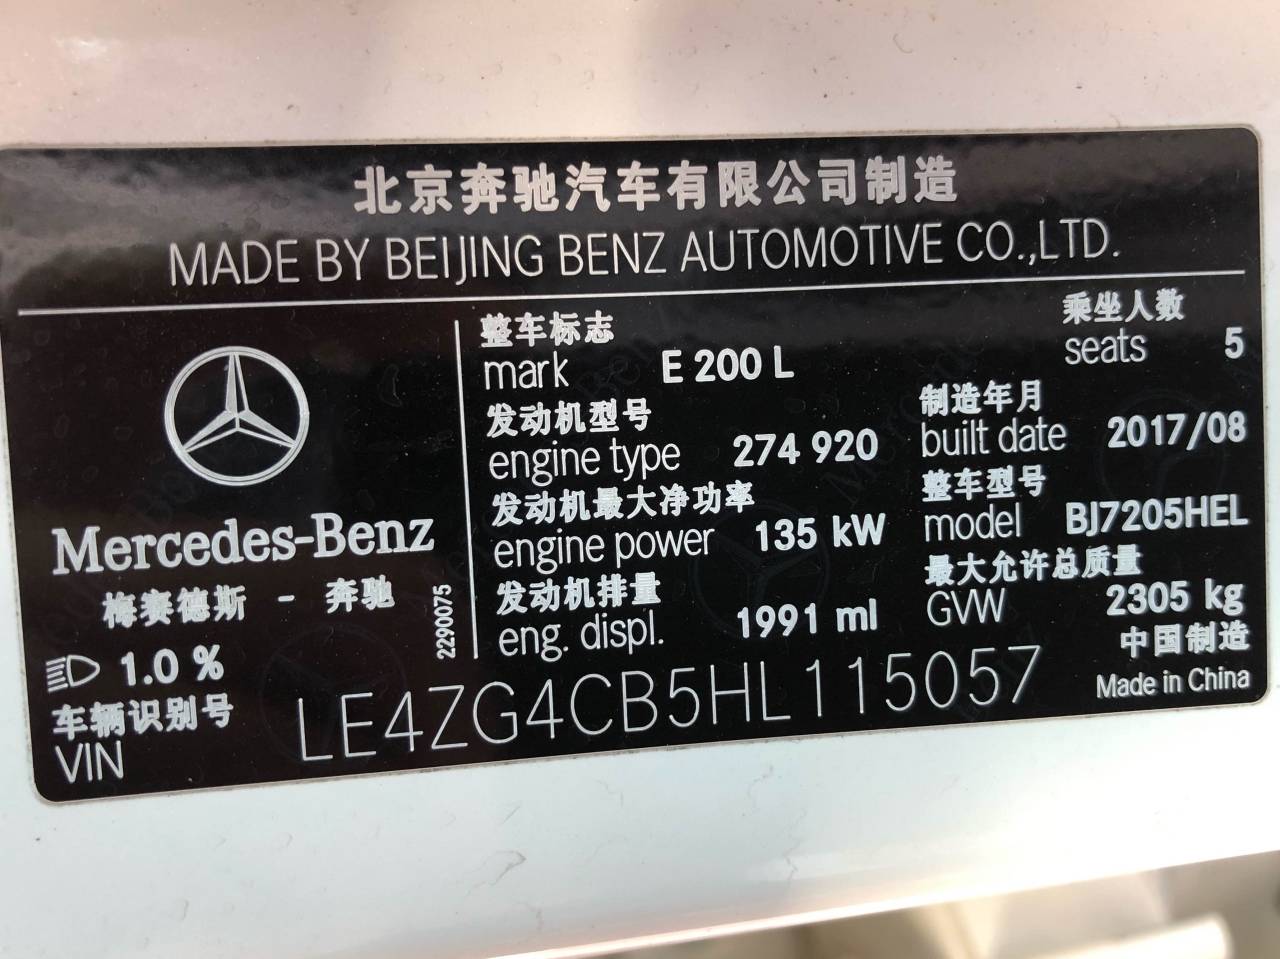 北京奔驰汽车有限公司制造
MADE BY BEIJING BENZ AUTOMOTIVE CO.,LTD.
Mercedes-Benz
梅赛德斯 - 奔驰
1.0 %
2290075
整车标志
mark E 200 L
乘坐人数
seats 5
发动机型号
engine type 274 920
制造年月
built date 2017/08
发动机最大净功率
engine power 135 kW
整车型号
model BJ7205HEL
发动机排量
eng. displ. 1991 ml
最大允许总质量
GVW 2305 kg
中国制造
Made in China
车辆识别号
VIN LE4ZG4CB5HL115057